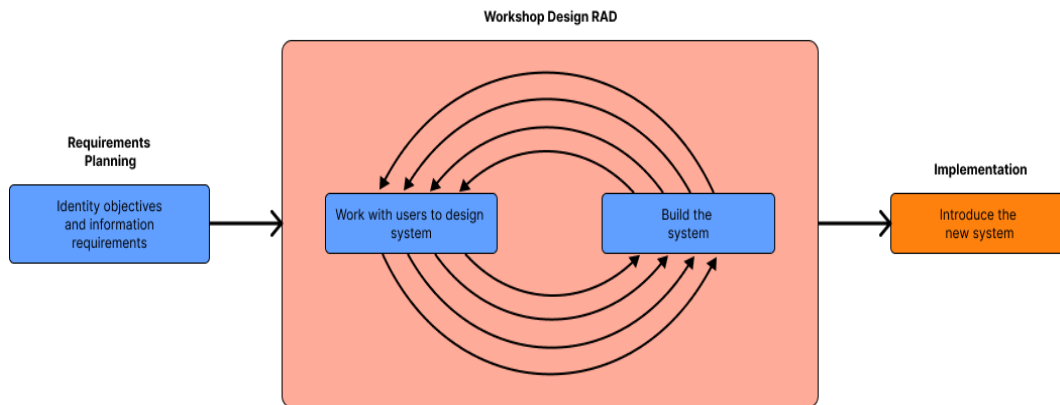 Workshop Design RAD
Requirements
Planning
Identity objectives
and information
requirements
Work with users to design
system
Build the
system
Implementation
Introduce the
new system